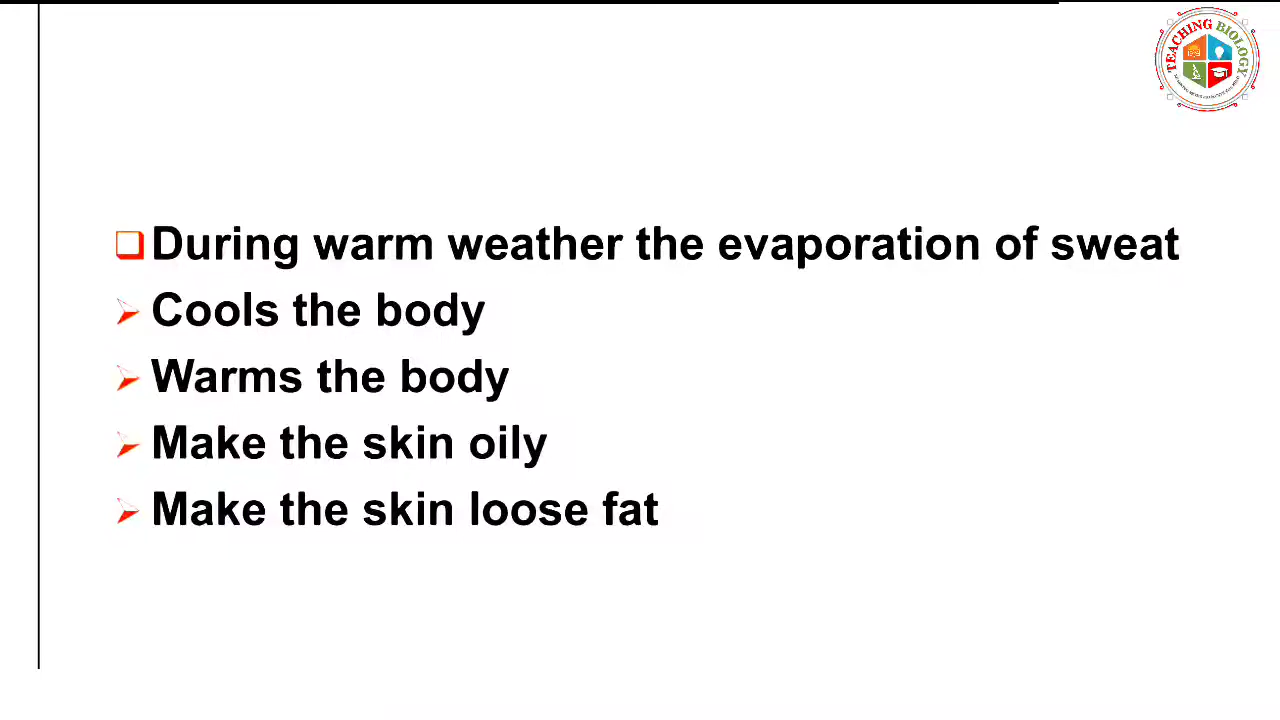 TEACHING BIOLOGY
During warm weather the evaporation of sweat
Cools the body
Warms the body
Make the skin oily
Make the skin loose fat